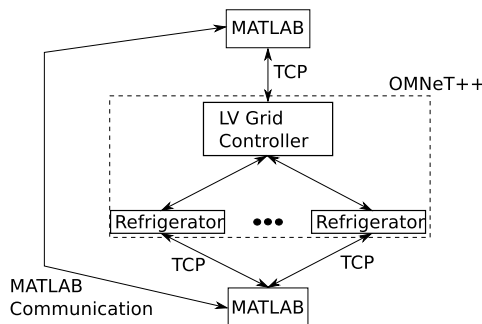 MATLAB
TCP
OMNeT++
LV Grid
Controller
Refrigerator
Refrigerator
TCP
TCP
MATLAB
Communication
MATLAB